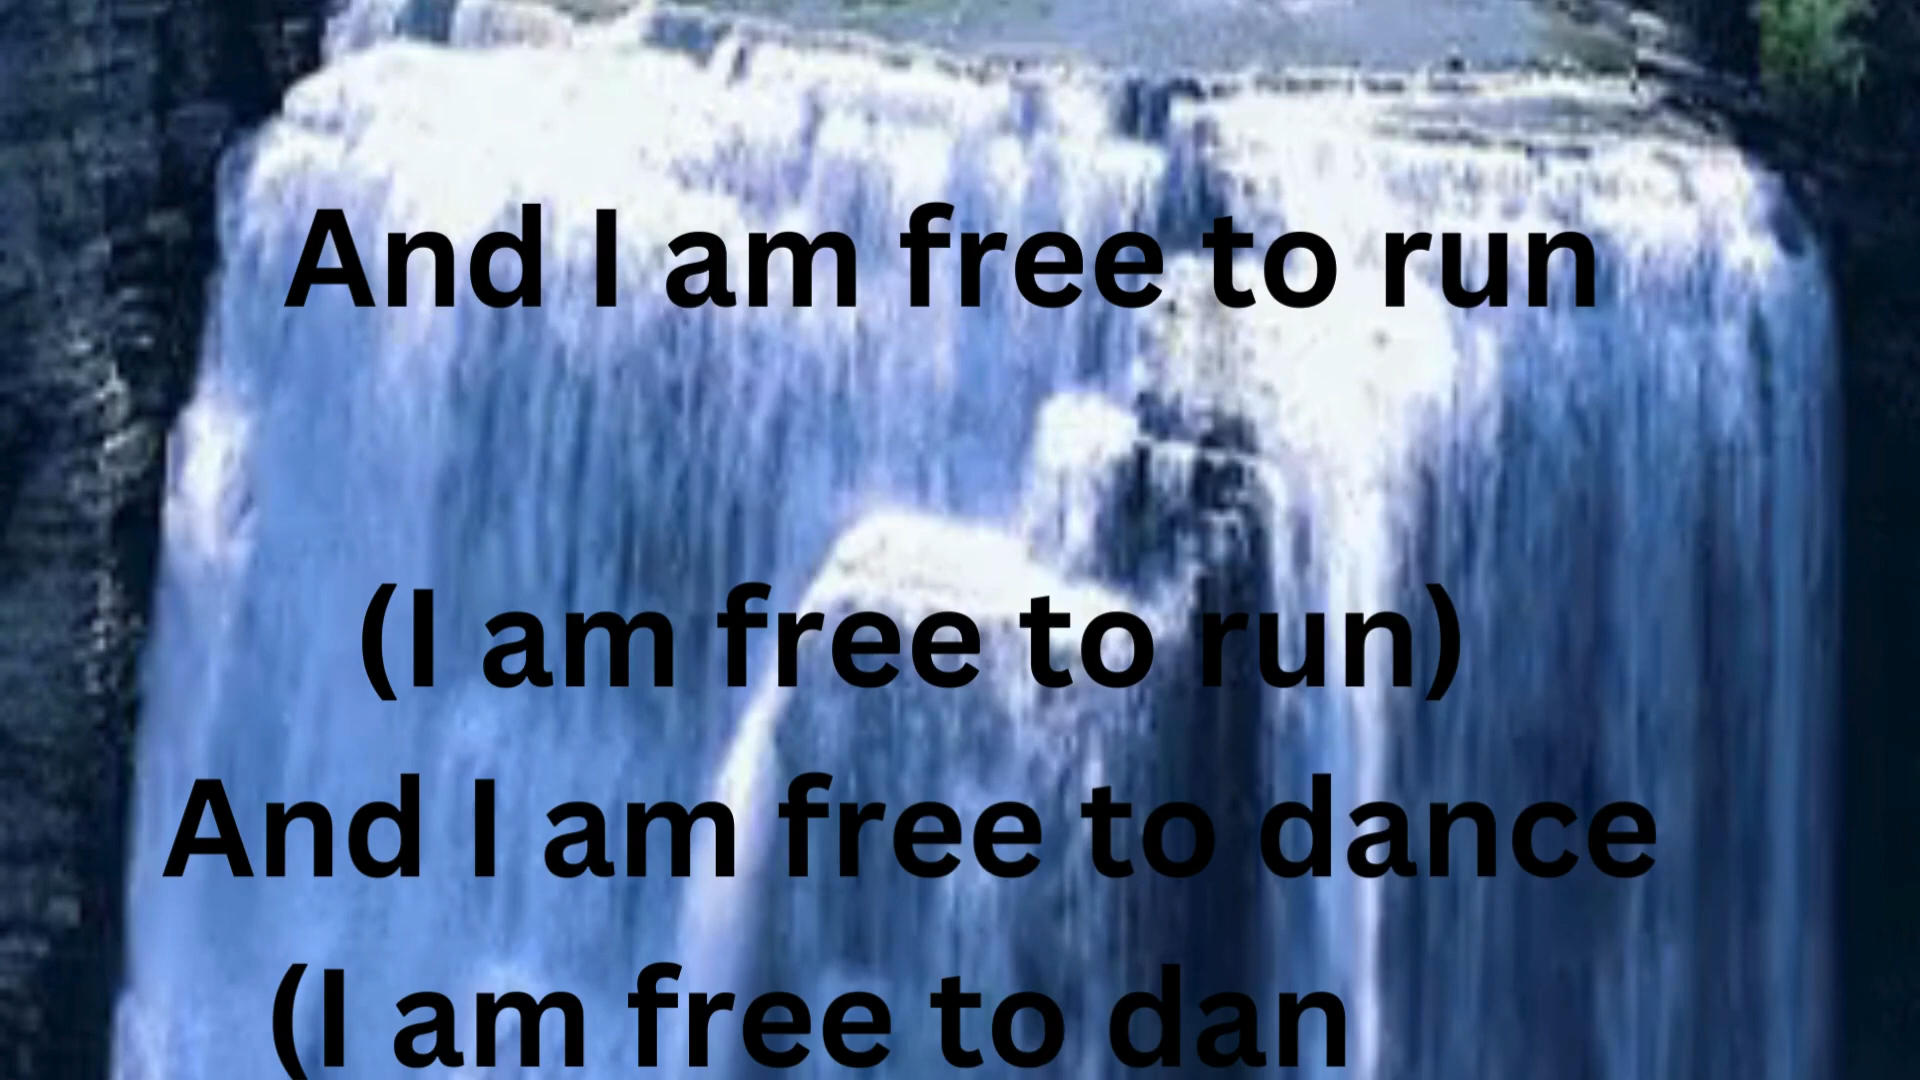 And I am free to run
(I am free to run)
And I am free to dance
(I am free to dan